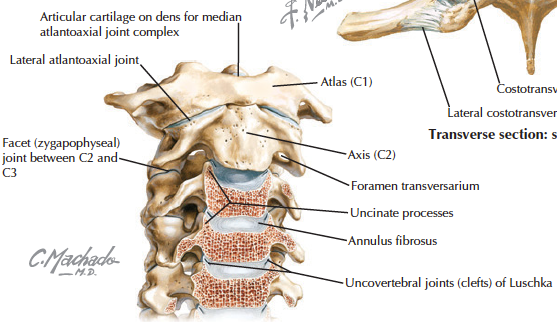 Articular cartilage on dens for median
atlantoaxial joint complex
Lateral atlantoaxial joint
Atlas (C1)
Costotransv
Lateral costotransver
Transverse section: s
Facet (zygapophyseal)
joint between C2 and
C3
Axis (C2)
Foramen transversarium
Uncinate processes
Annulus fibrosus
Uncovertebral joints (clefts) of Luschka
C. Machado
M.D.